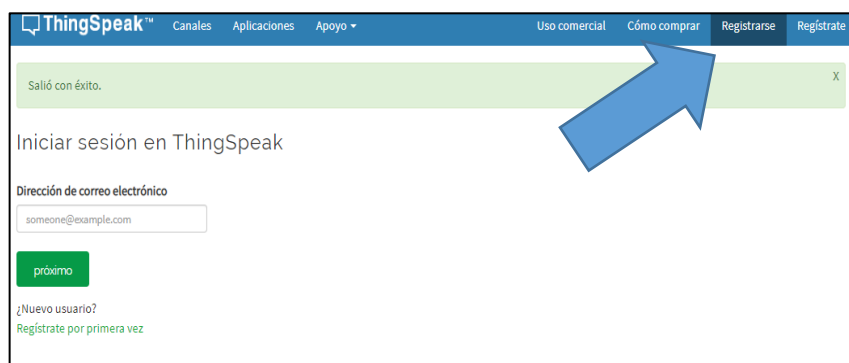 ThingSpeak™ Canales Aplicaciones Apoyo Uso comercial Cómo comprar Registrarse Regístrate
Salió con éxito. X
Iniciar sesión en ThingSpeak
Dirección de correo electrónico
someone@example.com
próximo
¿Nuevo usuario?
Regístrate por primera vez